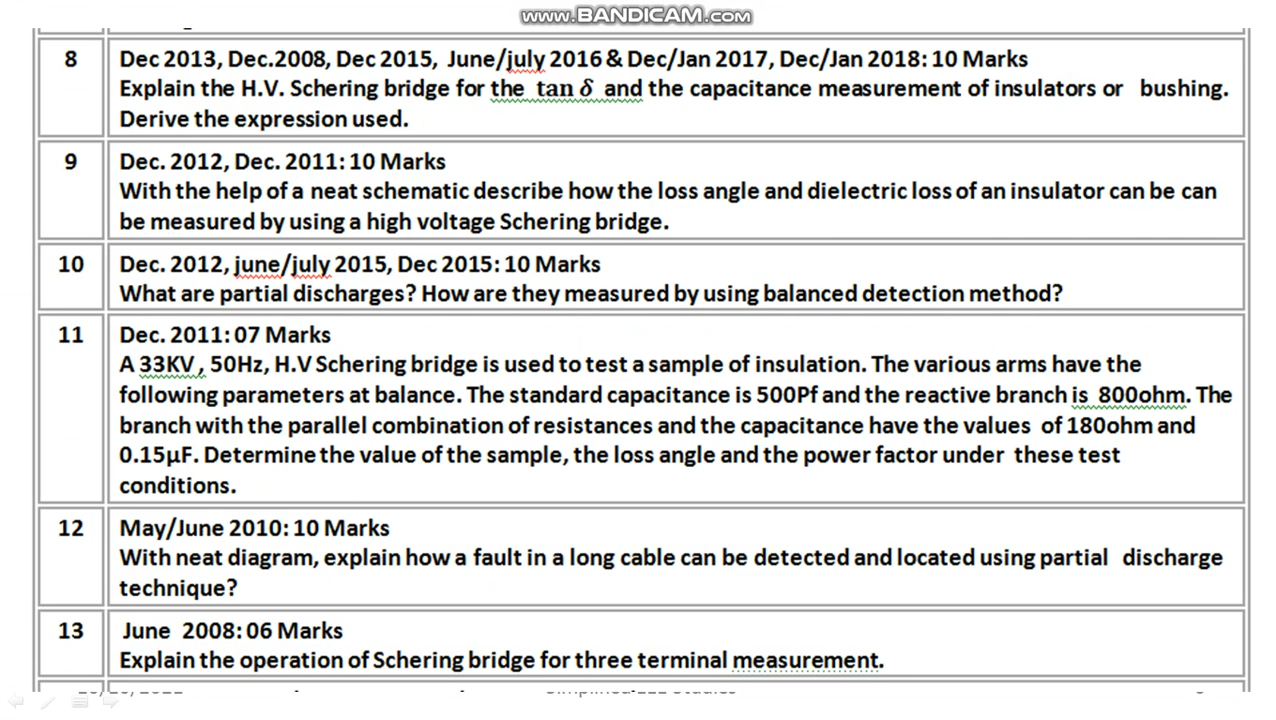 www.BANDICAM.com
8
Dec 2013, Dec.2008, Dec 2015, June/july 2016 & Dec/Jan 2017, Dec/Jan 2018: 10 Marks
Explain the H.V. Schering bridge for the tan δ and the capacitance measurement of insulators or bushing.
Derive the expression used.
9
Dec. 2012, Dec. 2011: 10 Marks
With the help of a neat schematic describe how the loss angle and dielectric loss of an insulator can be can
be measured by using a high voltage Schering bridge.
10
Dec. 2012, june/july 2015, Dec 2015: 10 Marks
What are partial discharges? How are they measured by using balanced detection method?
11
Dec. 2011: 07 Marks
A 33KV , 50Hz, H.V Schering bridge is used to test a sample of insulation. The various arms have the
following parameters at balance. The standard capacitance is 500Pf and the reactive branch is 800ohm. The
branch with the parallel combination of resistances and the capacitance have the values of 180ohm and
0.15μF. Determine the value of the sample, the loss angle and the power factor under these test
conditions.
12
May/June 2010: 10 Marks
With neat diagram, explain how a fault in a long cable can be detected and located using partial discharge
technique?
13
June 2008: 06 Marks
Explain the operation of Schering bridge for three terminal measurement.